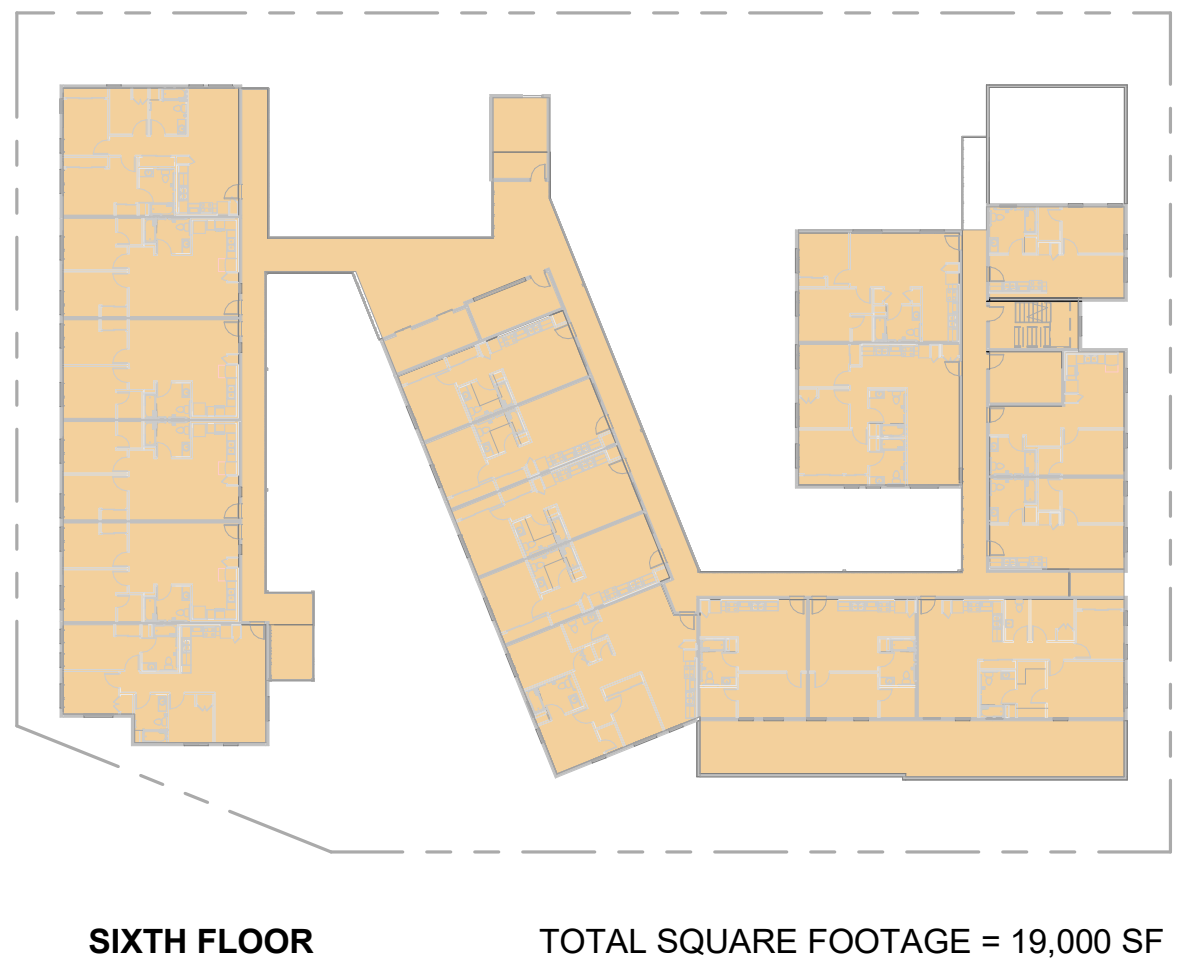 SIXTH FLOOR TOTAL SQUARE FOOTAGE = 19,000 SF